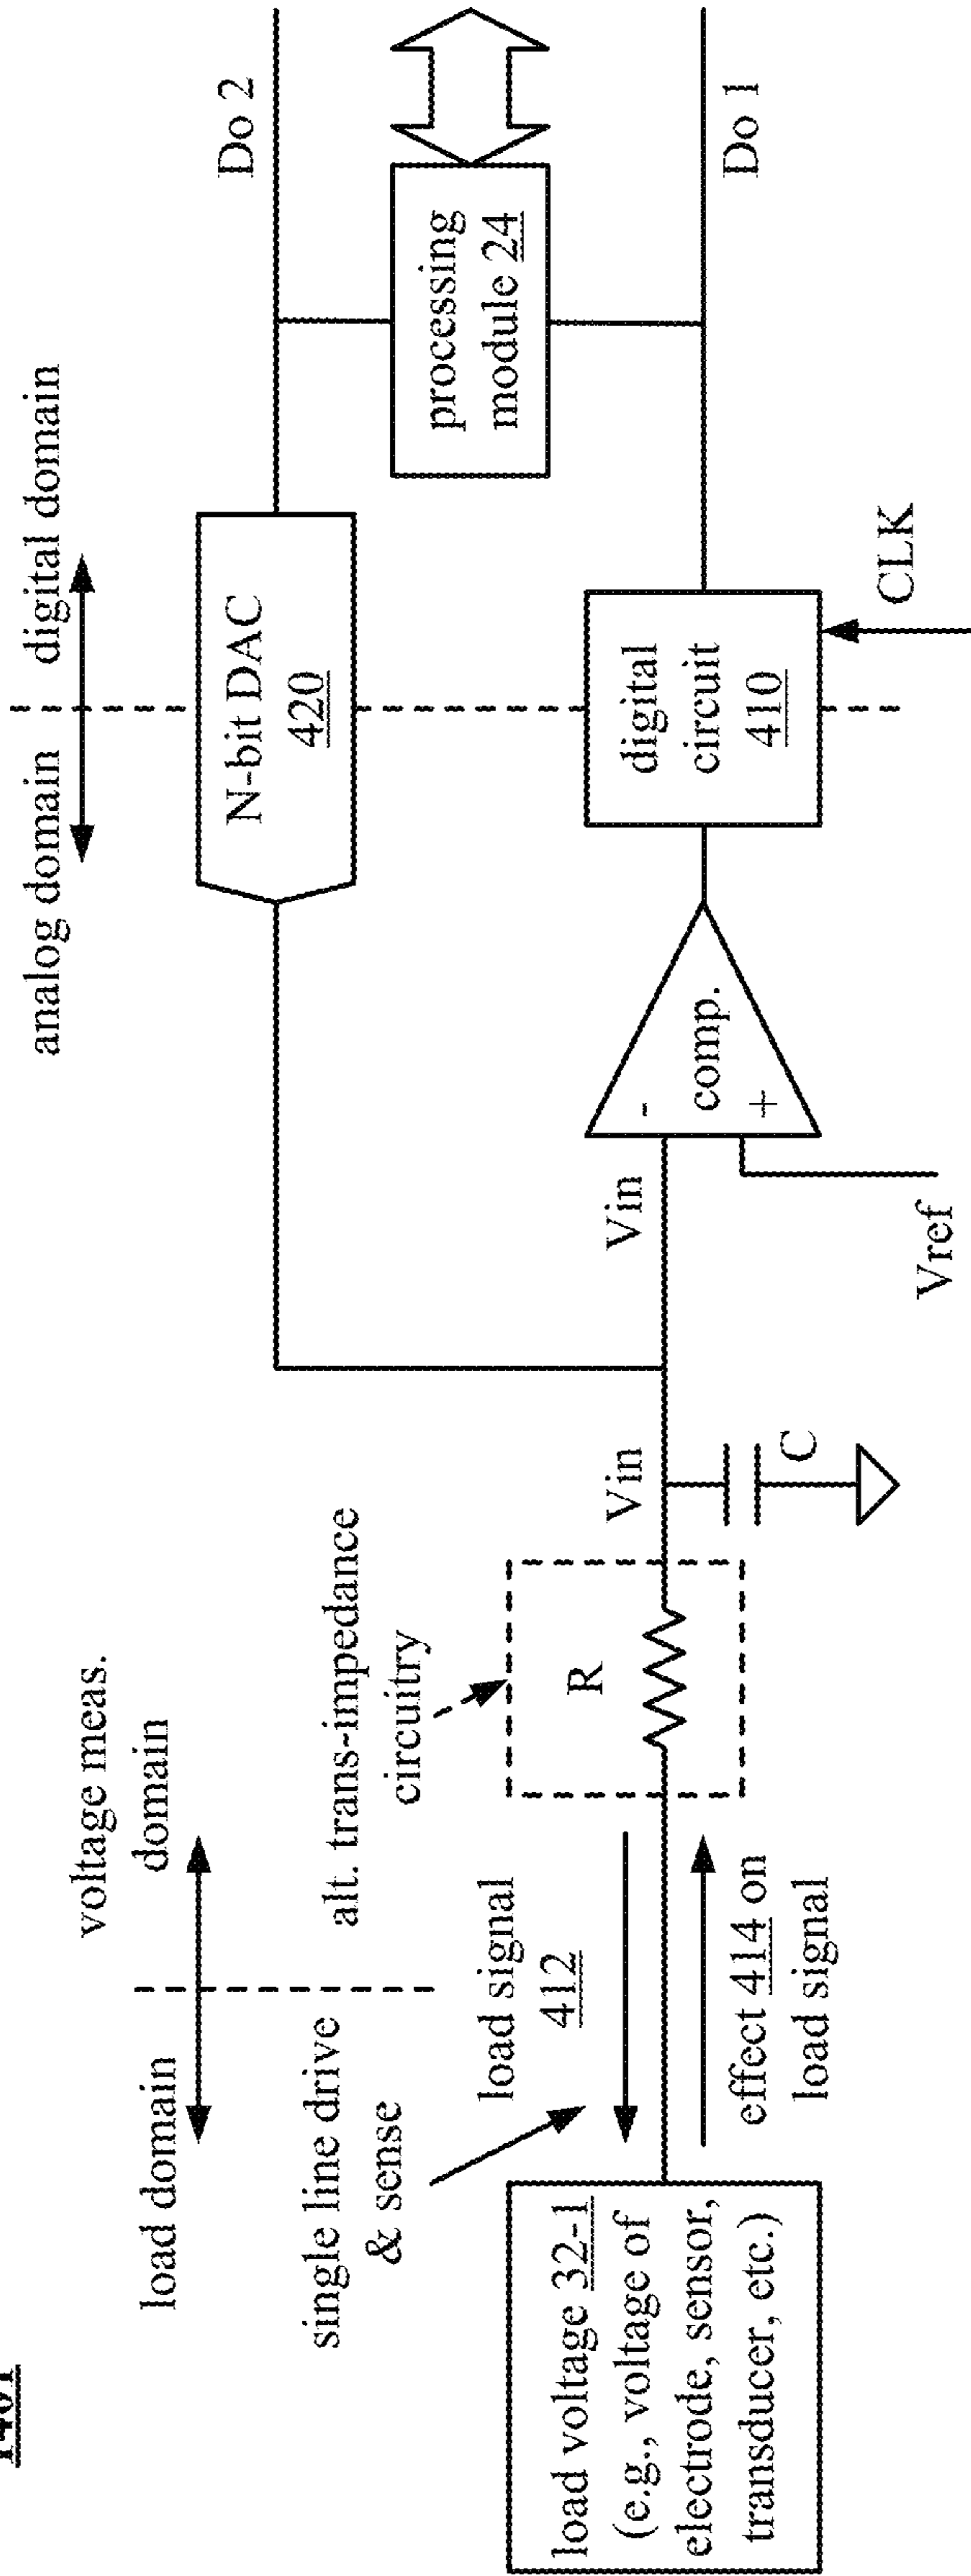 1401
load domain
voltage meas.
domain
analog domain
digital domain
single line drive
& sense
alt. trans-impedance
circuitry
N-bit DAC
420
Do 2
load signal
412
R
Vin
Vin
processing
module 24
load voltage 32-1
(e.g., voltage of
electrode, sensor,
transducer, etc.)
effect 414 on
load signal
C
-
comp.
+
Vref
digital
circuit
410
CLK
Do 1